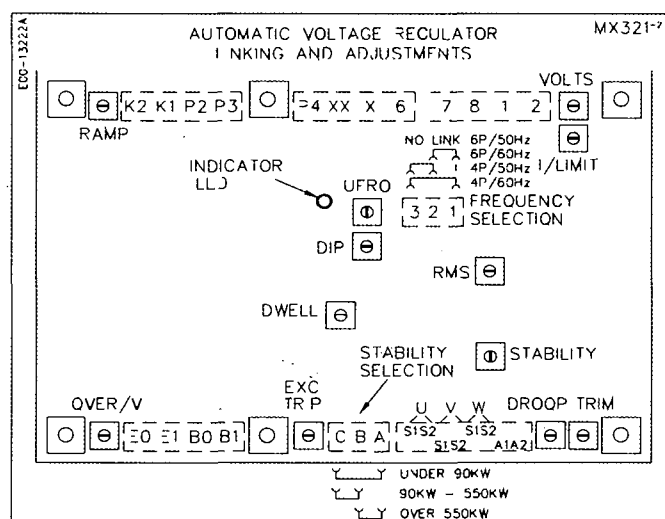 ECO-13222A
AUTOMATIC VOLTAGE REGULATOR
LINKING AND ADJUSTMENTS
MX321-2
VOLTS
K2 K1 P2 P3
P4 XX X 6 7 8 1 2
RAMP
I/LIMIT
NO LINK 6P/50Hz
6P/60Hz
4P/50Hz
4P/60Hz
INDICATOR
LED
UFRO
3 2 1
FREQUENCY
SELECTION
DIP
RMS
DWELL
STABILITY
SELECTION
STABILITY
OVER/V
EXC
TRIP
U V W
DROOP TRIM
E0 E1 B0 B1
C B A
S1S2 S1S2
S1S2 A1A2
UNDER 90KW
90KW - 550KW
OVER 550KW